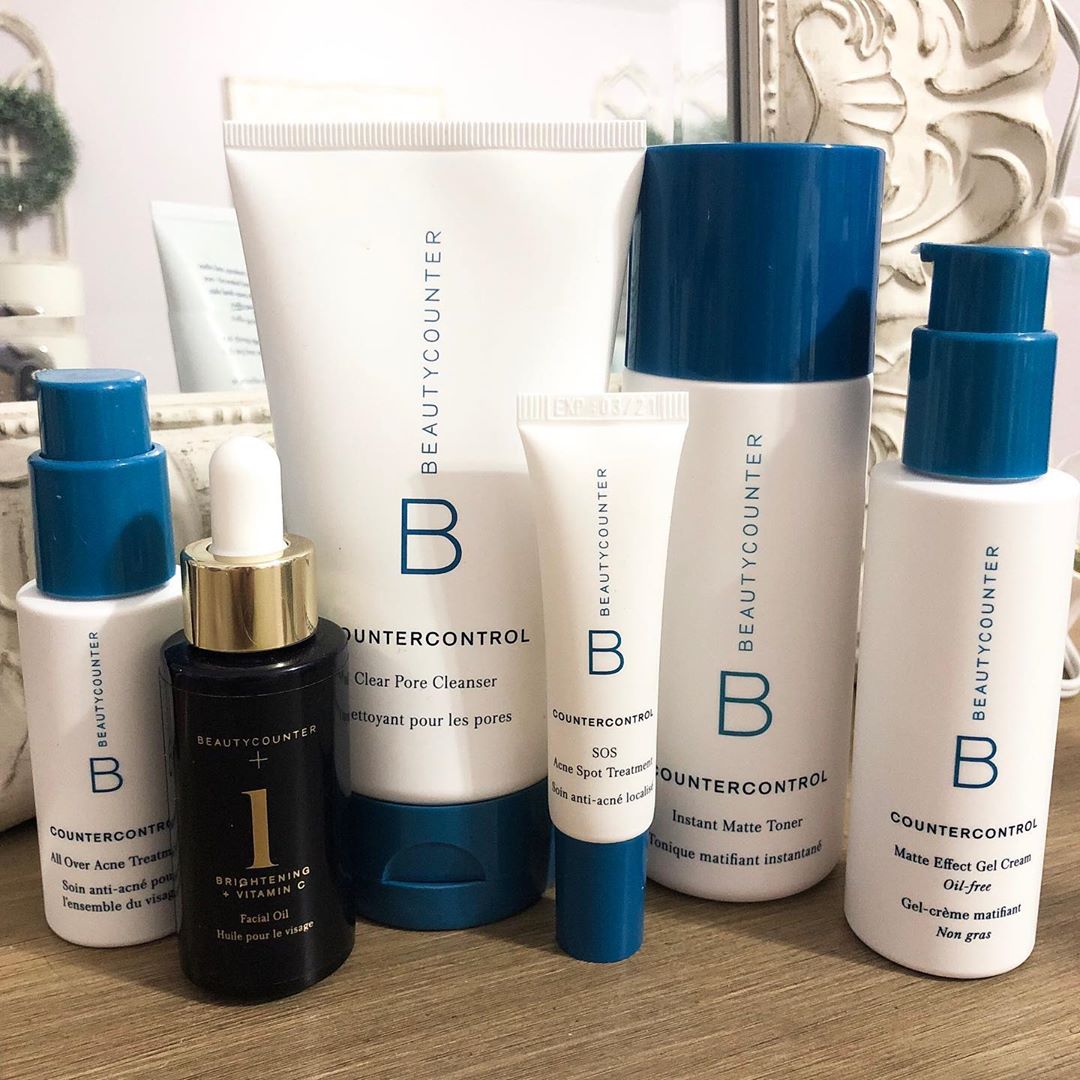 BEAUTYCOUNTER
B
COUNTERCONTRO
All Over Acne Treatm
Soin anti-acné pou
l'ensemble du visag
BEAUTYCOUNTER
+
1
BRIGHTENING
+ VITAMIN C
Facial Oil
Huile pour le visage
BEAUTYCOUNTER
B
OUNTERCONTROL
Clear Pore Cleanser
ettoyant pour les pores
EXP 03/21
BEAUTYCOUNTER
B
COUNTERCONTROL
SOS
Acne Spot Treatment
Soin anti-acné localisé
BEAUTYCOUNTER
B
COUNTERCONTROL
Instant Matte Toner
Tonique matifiant instantané
BEAUTYCOUNTER
B
COUNTERCONTROL
Matte Effect Gel Cream
Oil-free
Gel-crème matifiant
Non gras